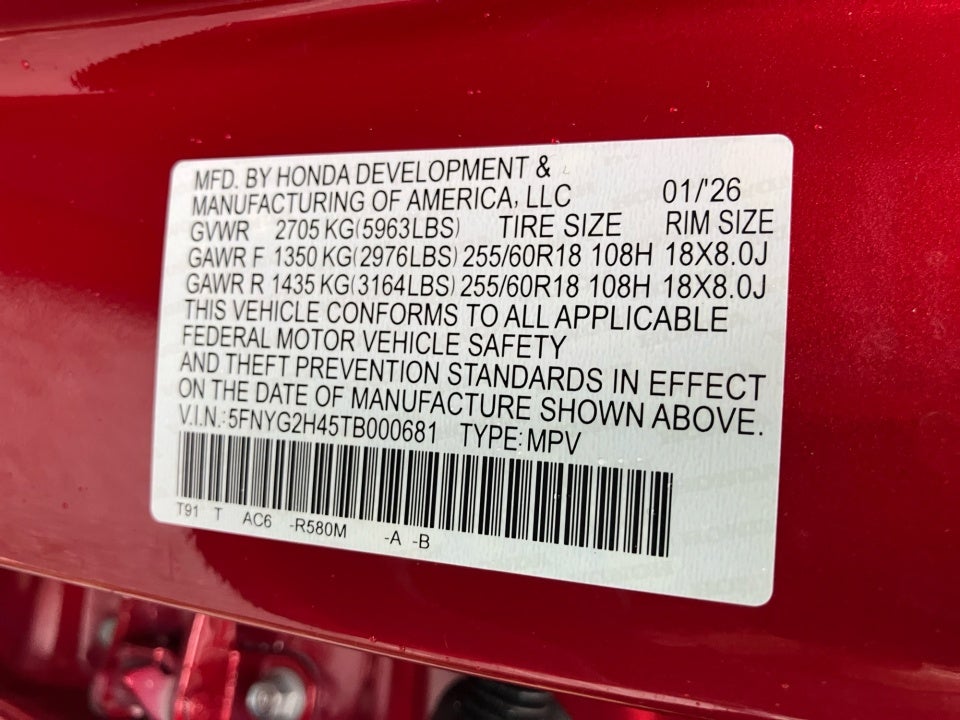 MFD. BY HONDA DEVELOPMENT &
MANUFACTURING OF AMERICA, LLC 01/'26
GVWR 2705 KG(5963LBS) TIRE SIZE RIM SIZE
GAWR F 1350 KG(2976LBS) 255/60R18 108H 18X8.0J
GAWR R 1435 KG(3164LBS) 255/60R18 108H 18X8.0J
THIS VEHICLE CONFORMS TO ALL APPLICABLE
FEDERAL MOTOR VEHICLE SAFETY
AND THEFT PREVENTION STANDARDS IN EFFECT
ON THE DATE OF MANUFACTURE SHOWN ABOVE.
V.I.N.:5FNYG2H45TB000681 TYPE:MPV
T91 T AC6 -R580M -A -B